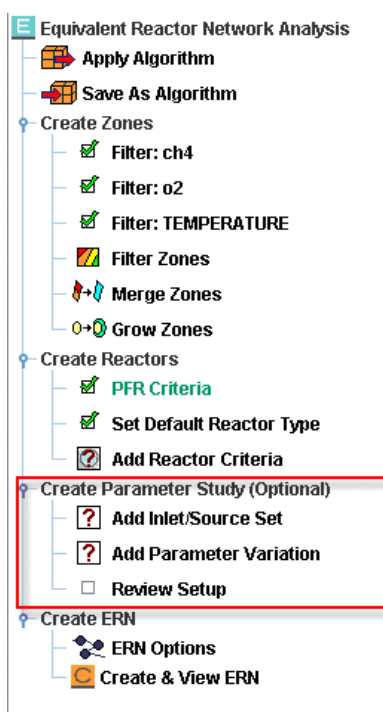 E Equivalent Reactor Network Analysis
Apply Algorithm
Save As Algorithm
Create Zones
Filter: ch4
Filter: o2
Filter: TEMPERATURE
Filter Zones
Merge Zones
Grow Zones
Create Reactors
PFR Criteria
Set Default Reactor Type
? Add Reactor Criteria
Create Parameter Study (Optional)
? Add Inlet/Source Set
? Add Parameter Variation
Review Setup
Create ERN
ERN Options
C Create & View ERN